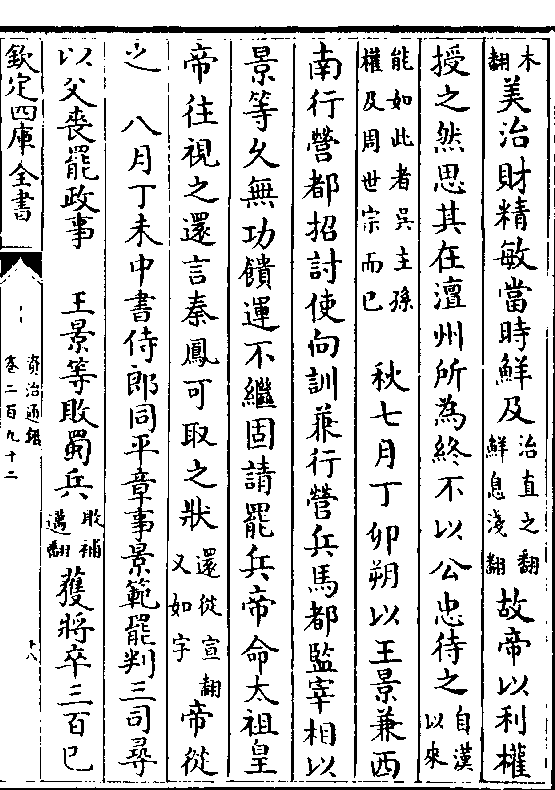 木翻美治財精敏當時鮮及治直之翻鮮息淺翻故帝以利權
授之然思其在澶州所為終不以公忠待之自漢以來
能如此者吳主孫權及周世宗而已 秋七月丁卯朔以王景兼西
南行營都招討使向訓兼行營兵馬都監宰相以
景等久無功饋運不繼固請罷兵帝命太祖皇
帝往視之還言秦鳳可取之狀還從宣翻又如字帝從
之 八月丁未中書侍郎同平章事景範罷判三司尋
以父喪罷政事 王景等敗蜀兵敗補邁翻獲將卒三百己
欽定四庫全書
資治通鑑
卷二百九十二
十八